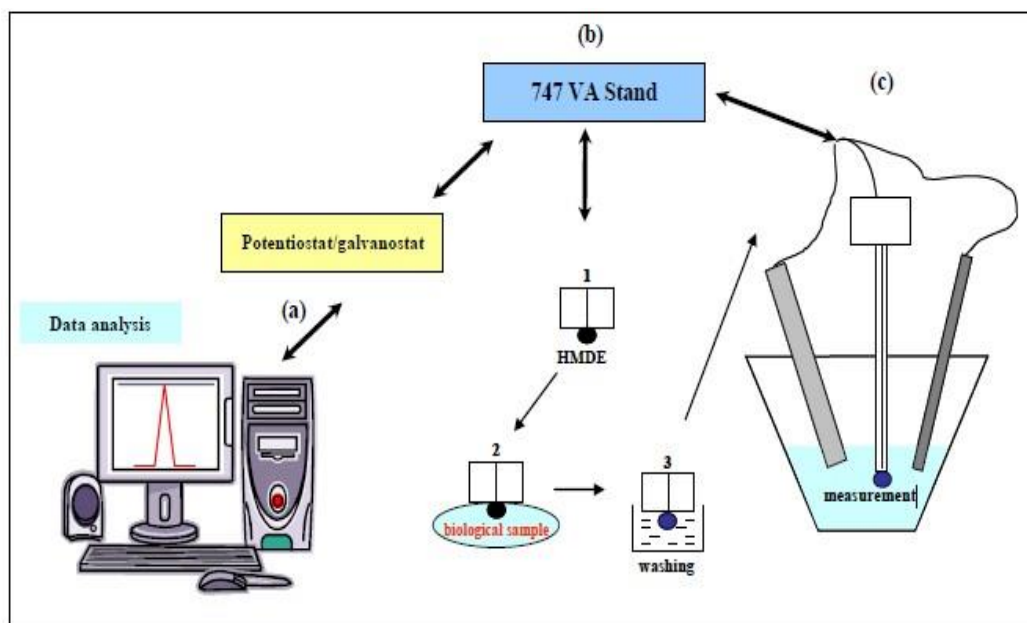 (b)
747 VA Stand
(c)
Potentiostat/galvanostat
(a)
Data analysis
1
HMDE
2
biological sample
3
washing
measurement